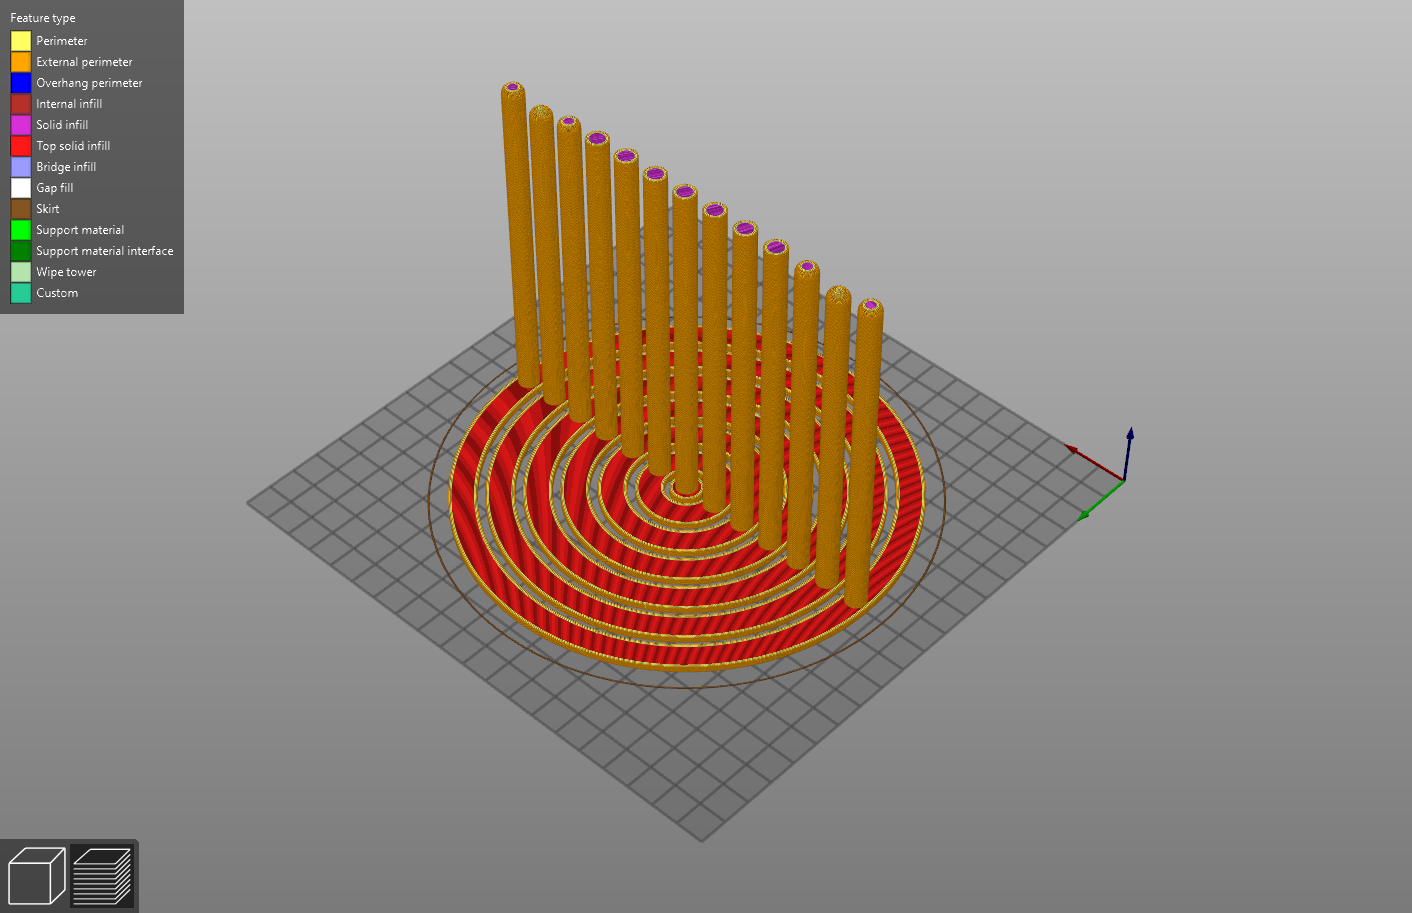 Feature type
Perimeter
External perimeter
Overhang perimeter
Internal infill
Solid infill
Top solid infill
Bridge infill
Gap fill
Skirt
Support material
Support material interface
Wipe tower
Custom